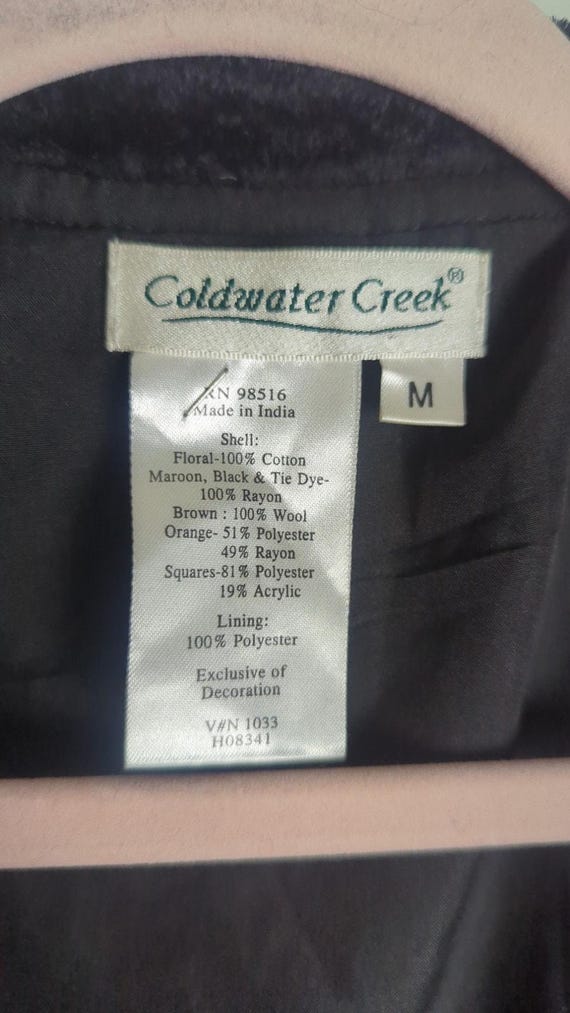 Coldwater Creek®
M
RN 98516
Made in India
Shell:
Floral-100% Cotton
Maroon, Black & Tie Dye-
100% Rayon
Brown : 100% Wool
Orange- 51% Polyester
49% Rayon
Squares-81% Polyester
19% Acrylic
Lining:
100% Polyester
Exclusive of
Decoration
V#N 1033
H08341